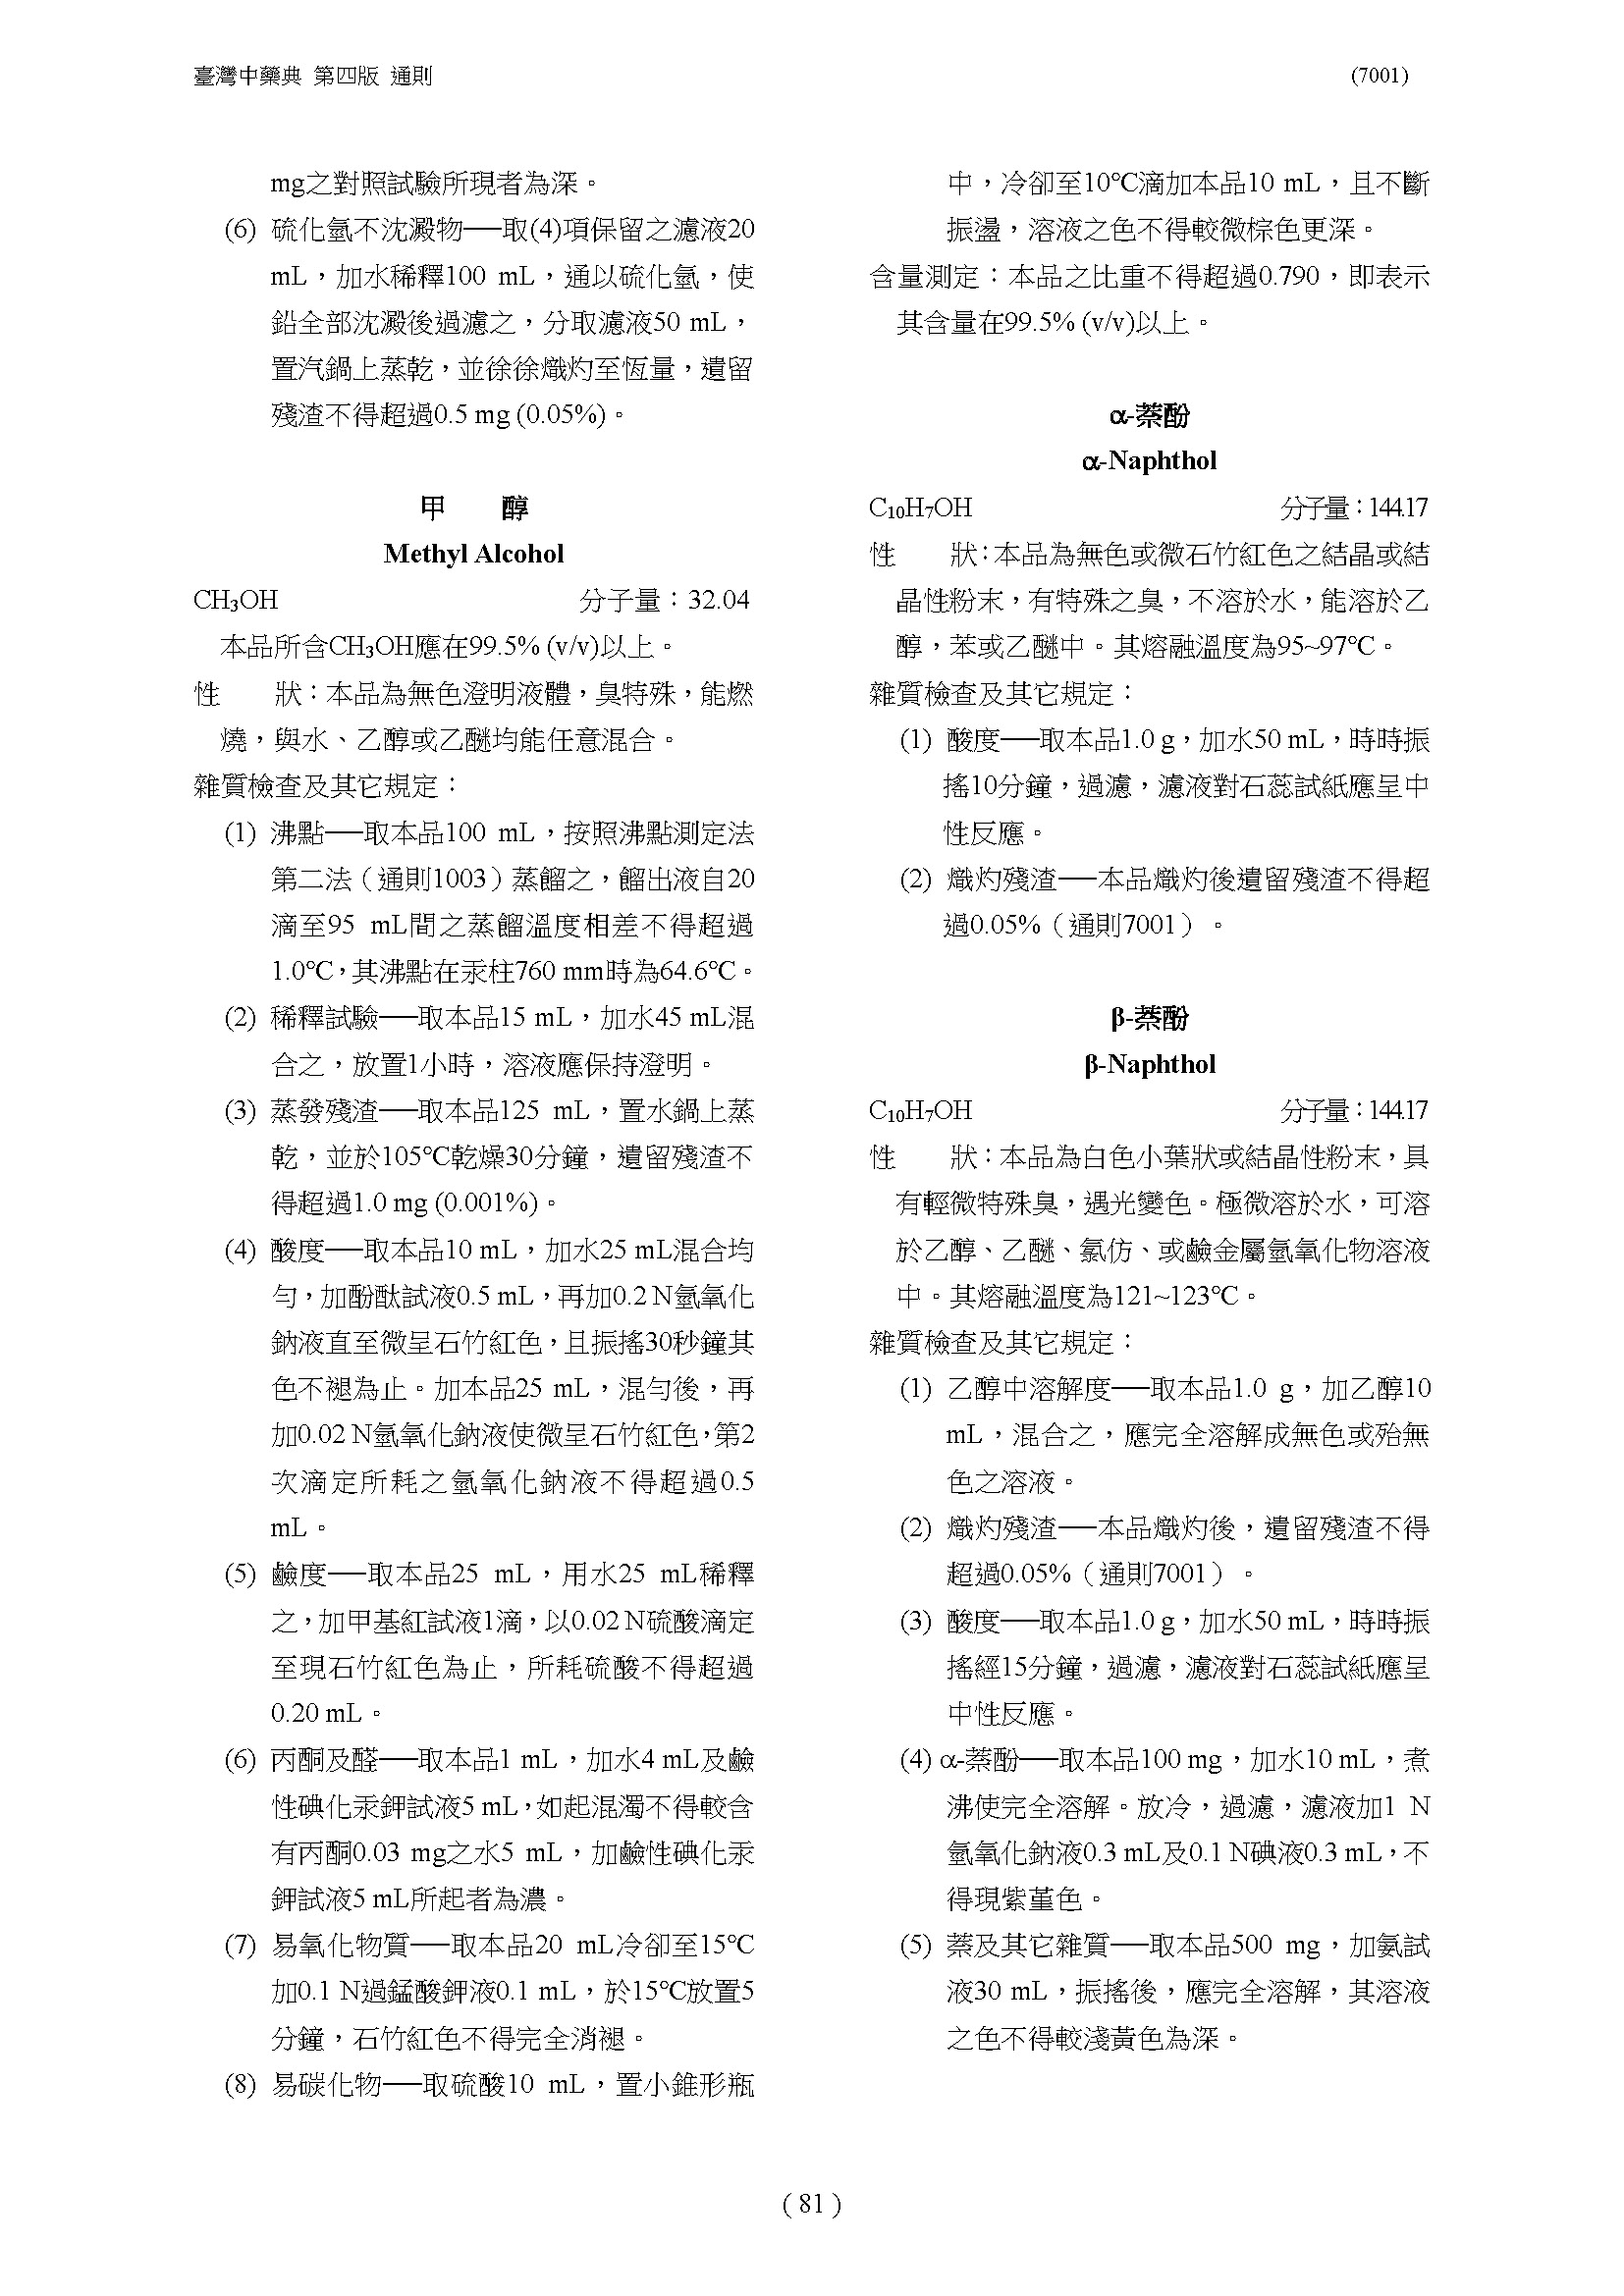 臺灣中藥典 第四版 通則
(7001)
mg之對照試驗所現者為深。
(6) 硫化氫不沈澱物──取(4)項保留之濾液20
mL，加水稀釋100 mL，通以硫化氫，使
鉛全部沈澱後過濾之，分取濾液50 mL，
置汽鍋上蒸乾，並徐徐熾灼至恆量，遺留
殘渣不得超過0.5 mg (0.05%)。
甲　　醇
Methyl Alcohol
CH₃OH 分子量：32.04
本品所含CH₃OH應在99.5% (v/v)以上。
性　　狀：本品為無色澄明液體，臭特殊，能燃
燒，與水、乙醇或乙醚均能任意混合。
雜質檢查及其它規定：
(1) 沸點──取本品100 mL，按照沸點測定法
第二法（通則1003）蒸餾之，餾出液自20
滴至95 mL間之蒸餾溫度相差不得超過
1.0℃，其沸點在汞柱760 mm時為64.6℃。
(2) 稀釋試驗──取本品15 mL，加水45 mL混
合之，放置1小時，溶液應保持澄明。
(3) 蒸發殘渣──取本品125 mL，置水鍋上蒸
乾，並於105℃乾燥30分鐘，遺留殘渣不
得超過1.0 mg (0.001%)。
(4) 酸度──取本品10 mL，加水25 mL混合均
勻，加酚酞試液0.5 mL，再加0.2 N氫氧化
鈉液直至微呈石竹紅色，且振搖30秒鐘其
色不褪為止。加本品25 mL，混勻後，再
加0.02 N氫氧化鈉液使微呈石竹紅色，第2
次滴定所耗之氫氧化鈉液不得超過0.5
mL。
(5) 鹼度──取本品25 mL，用水25 mL稀釋
之，加甲基紅試液1滴，以0.02 N硫酸滴定
至現石竹紅色為止，所耗硫酸不得超過
0.20 mL。
(6) 丙酮及醛──取本品1 mL，加水4 mL及鹼
性碘化汞鉀試液5 mL，如起混濁不得較含
有丙酮0.03 mg之水5 mL，加鹼性碘化汞
鉀試液5 mL所起者為濃。
(7) 易氧化物質──取本品20 mL冷卻至15℃
加0.1 N過錳酸鉀液0.1 mL，於15℃放置5
分鐘，石竹紅色不得完全消褪。
(8) 易碳化物──取硫酸10 mL，置小錐形瓶
中，冷卻至10℃滴加本品10 mL，且不斷
振盪，溶液之色不得較微棕色更深。
含量測定：本品之比重不得超過0.790，即表示
其含量在99.5% (v/v)以上。
α-萘酚
α-Naphthol
C₁₀H₇OH 分子量：144.17
性　　狀：本品為無色或微石竹紅色之結晶或結
晶性粉末，有特殊之臭，不溶於水，能溶於乙
醇，苯或乙醚中。其熔融溫度為95~97℃。
雜質檢查及其它規定：
(1) 酸度──取本品1.0 g，加水50 mL，時時振
搖10分鐘，過濾，濾液對石蕊試紙應呈中
性反應。
(2) 熾灼殘渣──本品熾灼後遺留殘渣不得超
過0.05%（通則7001）。
β-萘酚
β-Naphthol
C₁₀H₇OH 分子量：144.17
性　　狀：本品為白色小葉狀或結晶性粉末，具
有輕微特殊臭，遇光變色。極微溶於水，可溶
於乙醇、乙醚、氯仿、或鹼金屬氫氧化物溶液
中。其熔融溫度為121~123℃。
雜質檢查及其它規定：
(1) 乙醇中溶解度──取本品1.0 g，加乙醇10
mL，混合之，應完全溶解成無色或殆無
色之溶液。
(2) 熾灼殘渣──本品熾灼後，遺留殘渣不得
超過0.05%（通則7001）。
(3) 酸度──取本品1.0 g，加水50 mL，時時振
搖經15分鐘，過濾，濾液對石蕊試紙應呈
中性反應。
(4) α-萘酚──取本品100 mg，加水10 mL，煮
沸使完全溶解。放冷，過濾，濾液加1 N
氫氧化鈉液0.3 mL及0.1 N碘液0.3 mL，不
得現紫堇色。
(5) 萘及其它雜質──取本品500 mg，加氨試
液30 mL，振搖後，應完全溶解，其溶液
之色不得較淺黃色為深。
( 81 )